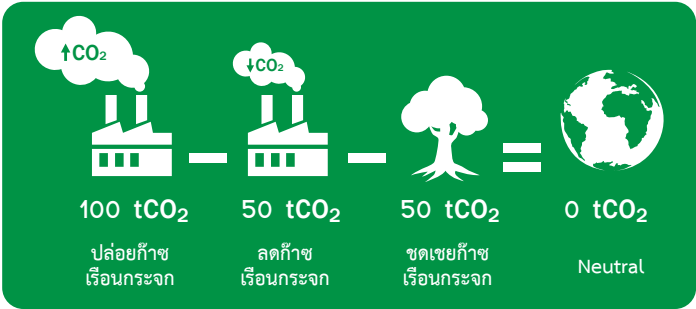 ↑CO₂
↓CO₂
100 tCO₂
50 tCO₂
50 tCO₂
0 tCO₂
ปล่อยก๊าซ
เรือนกระจก
ลดก๊าซ
เรือนกระจก
ชดเชยก๊าซ
เรือนกระจก
Neutral